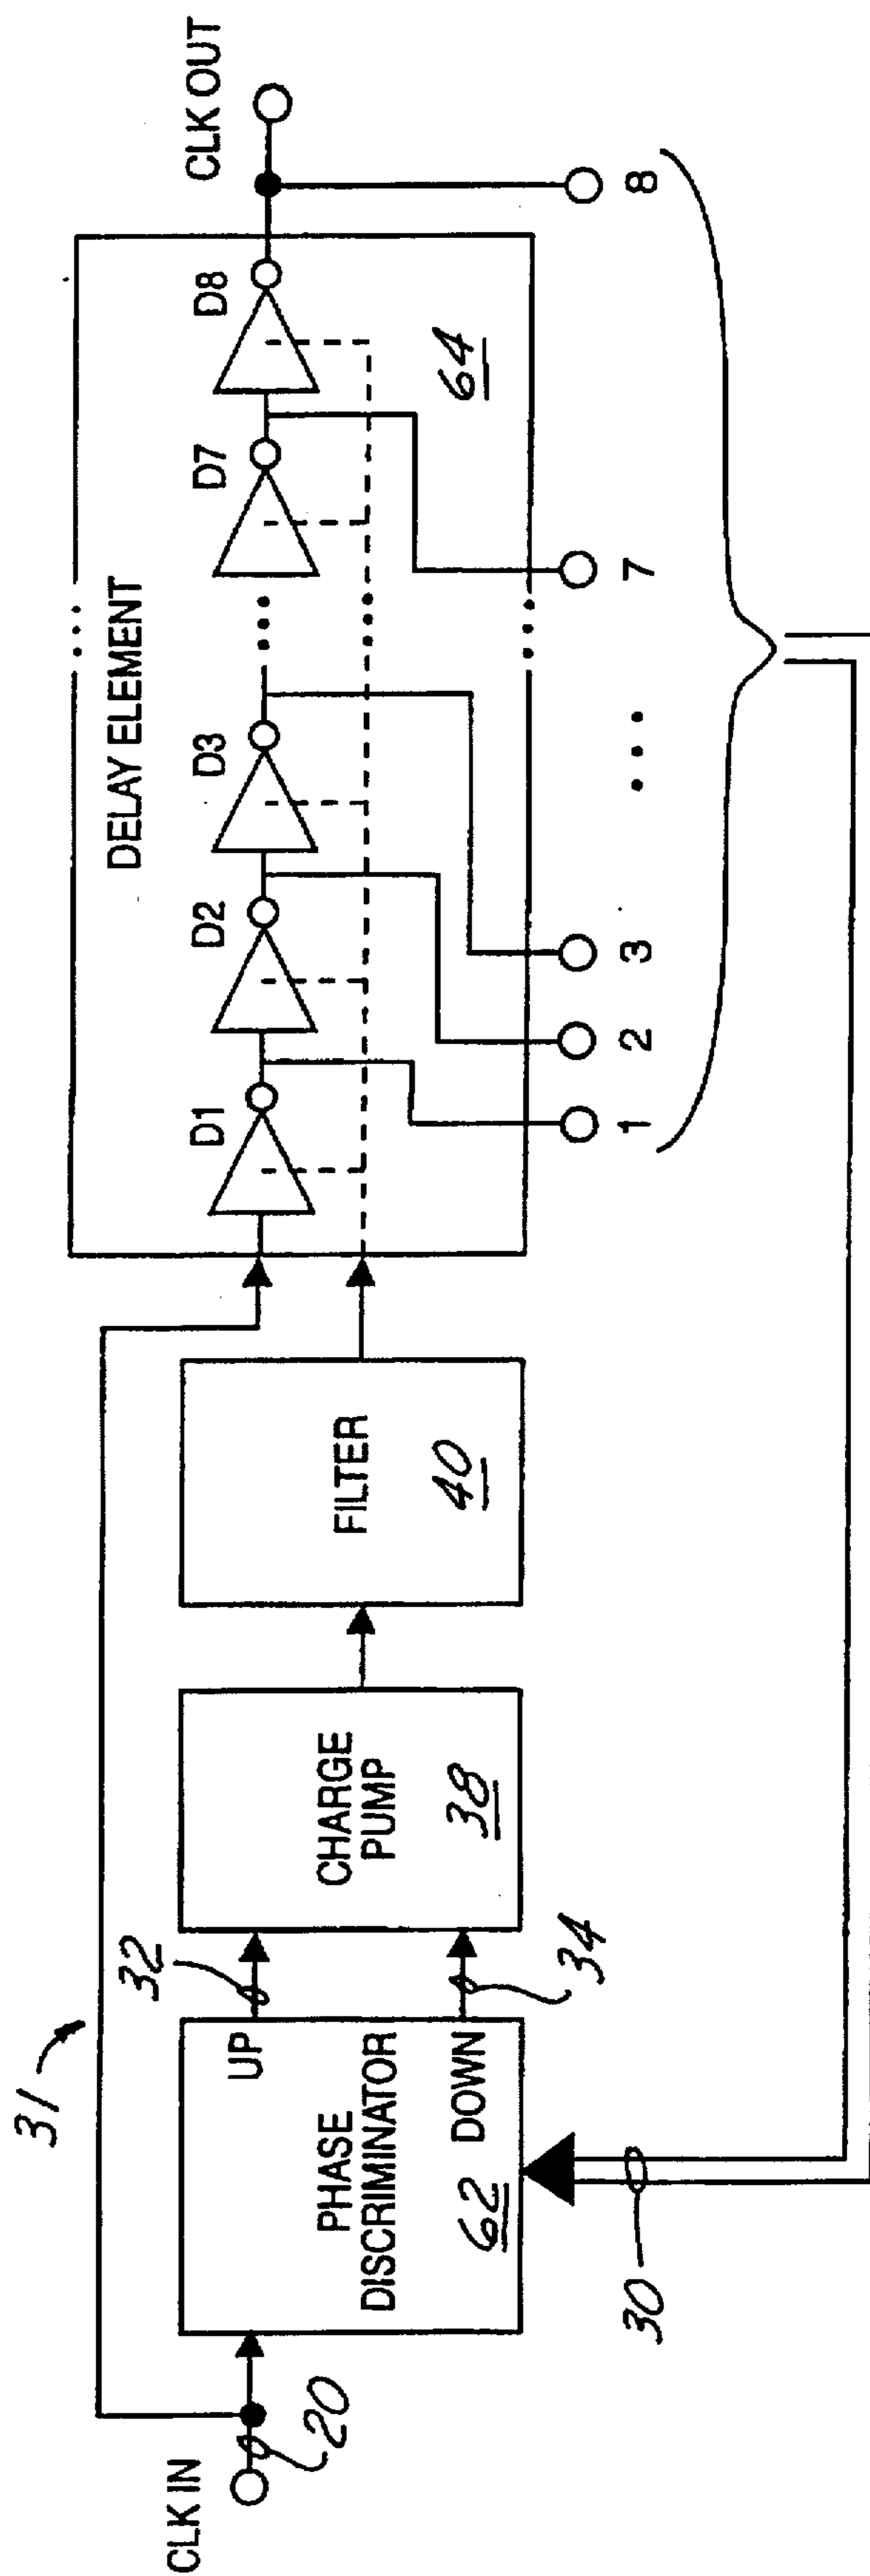 31
CLK IN
20
PHASE
DISCRIMINATOR
62
UP
DOWN
32
34
30
CHARGE
PUMP
38
FILTER
40
DELAY ELEMENT
D1
D2
D3
D7
D8
64
CLK OUT
1
2
3
7
8